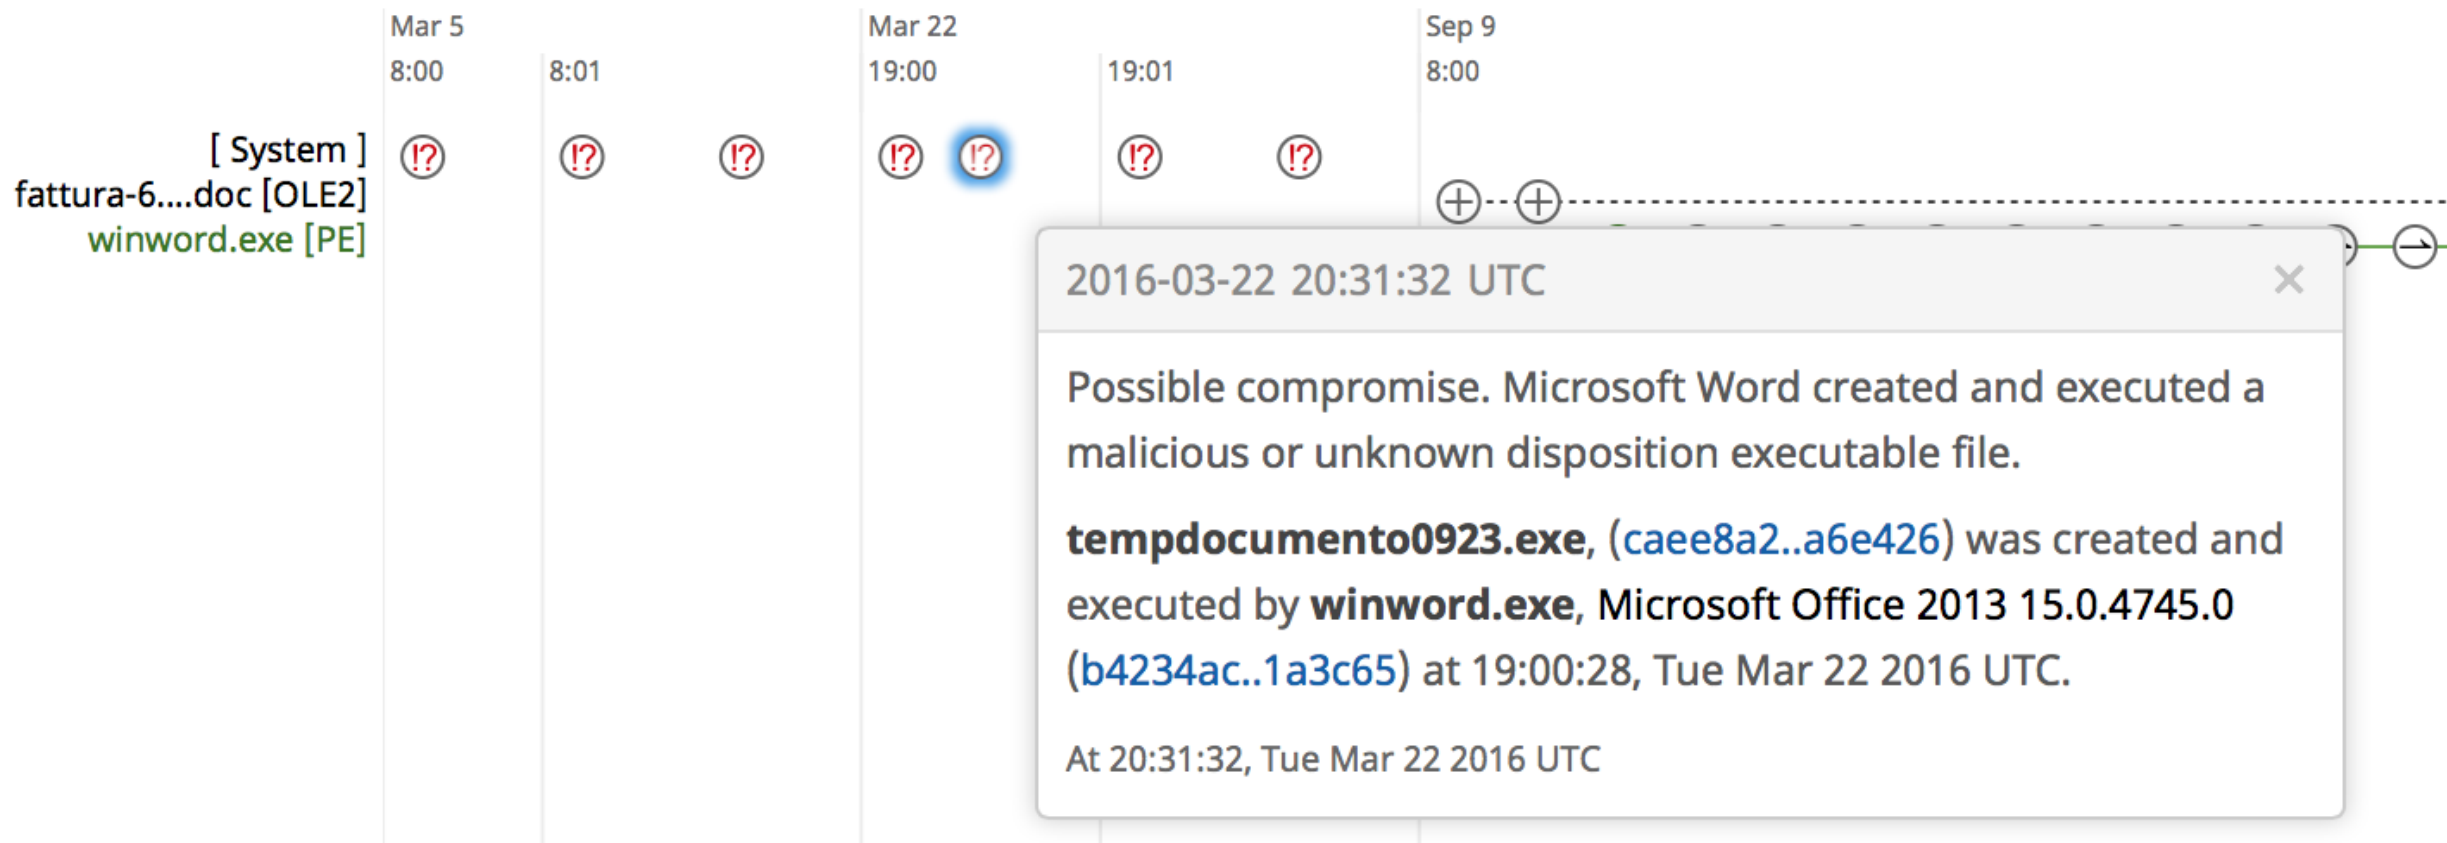 Mar 5
Mar 22
Sep 9
8:00
8:01
19:00
19:01
8:00
[ System ]
!?
!?
!?
!?
!?
!?
!?
fattura-6....doc [OLE2]
winword.exe [PE]
2016-03-22 20:31:32 UTC
Possible compromise. Microsoft Word created and executed a
malicious or unknown disposition executable file.
tempdocumento0923.exe, (caee8a2..a6e426) was created and
executed by winword.exe, Microsoft Office 2013 15.0.4745.0
(b4234ac..1a3c65) at 19:00:28, Tue Mar 22 2016 UTC.
At 20:31:32, Tue Mar 22 2016 UTC